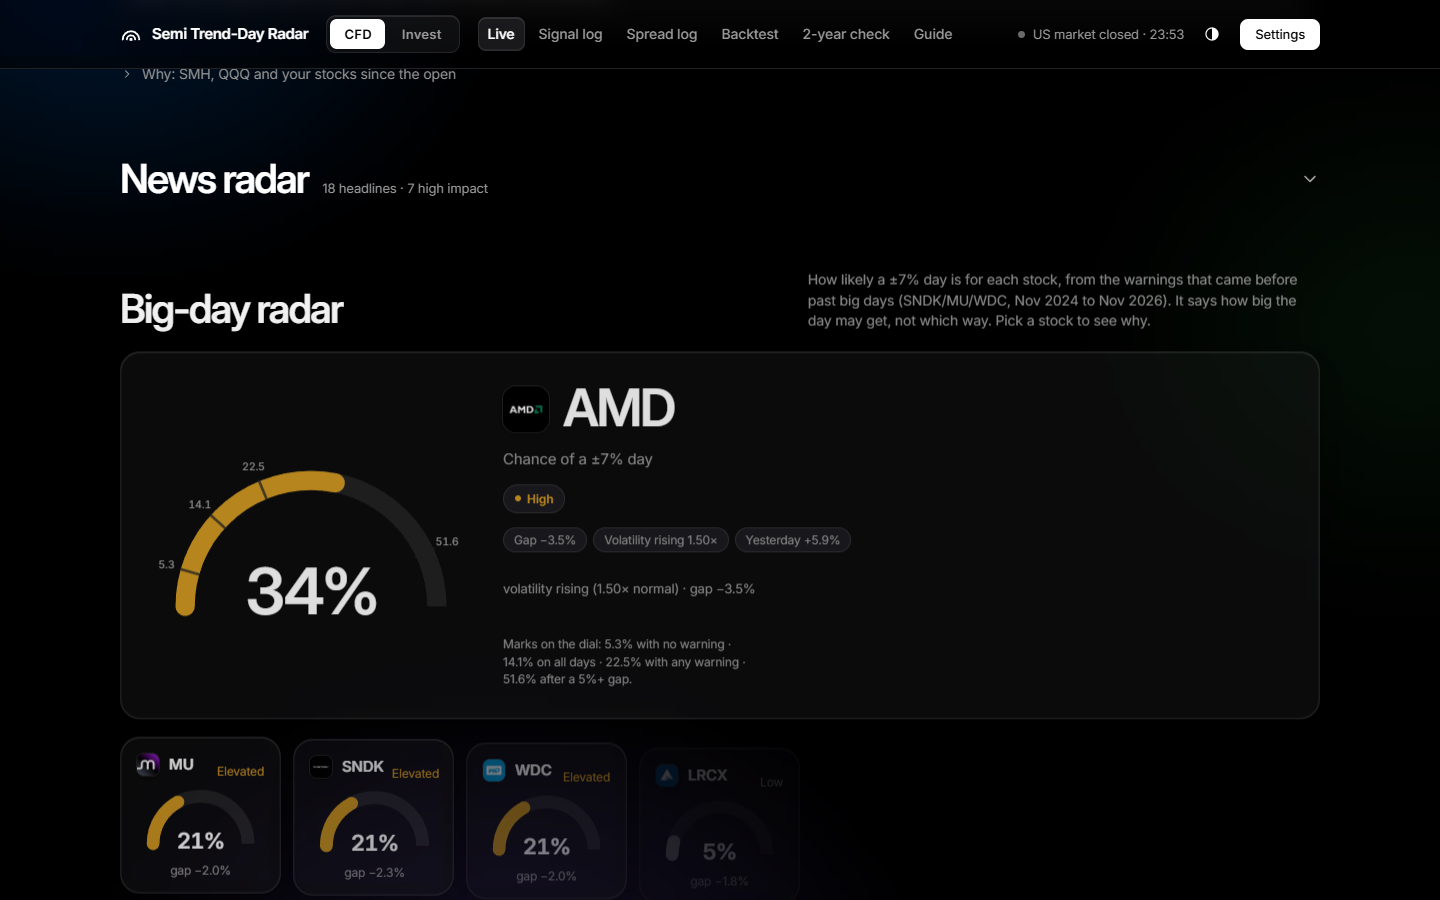 Semi Trend-Day Radar
CFD
Invest
Live
Signal log
Spread log
Backtest
2-year check
Guide
US market closed · 23:53
Settings
Why: SMH, QQQ and your stocks since the open
News radar
18 headlines · 7 high impact
Big-day radar
How likely a ±7% day is for each stock, from the warnings that came before
past big days (SNDK/MU/WDC, Nov 2024 to Nov 2026). It says how big the
day may get, not which way. Pick a stock to see why.
5.3
14.1
22.5
51.6
34%
AMD
AMD
Chance of a ±7% day
High
Gap −3.5%
Volatility rising 1.50×
Yesterday +5.9%
volatility rising (1.50× normal) · gap −3.5%
Marks on the dial: 5.3% with no warning ·
14.1% on all days · 22.5% with any warning ·
51.6% after a 5%+ gap.
MU
Elevated
21%
gap −2.0%
SNDK
Elevated
21%
gap −2.3%
WDC
Elevated
21%
gap −2.0%
LRCX
Low
5%
gap −1.8%